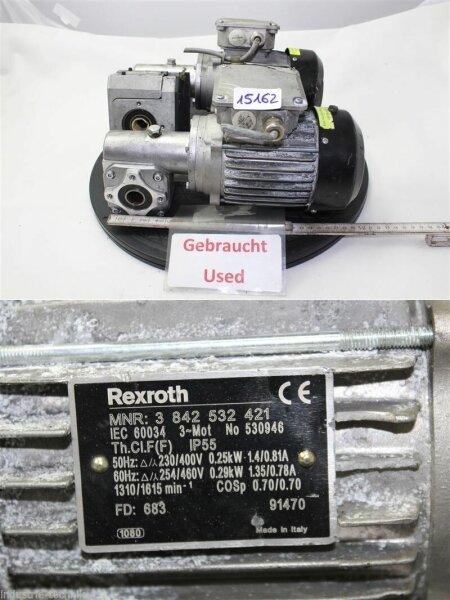 15162
Gebraucht
Used
Rexroth CE
MNR: 3 842 532 421
IEC 60034 3~Mot No 530946
Th.Cl.F(F) IP55
50Hz: △/⅄ 230/400V 0.25kW 1.4/0.81A
60Hz: △/⅄ 254/460V 0.29kW 1.35/0.78A
1310/1615 min⁻¹ COSp 0.70/0.70
FD: 683 91470
1080 Made in Italy